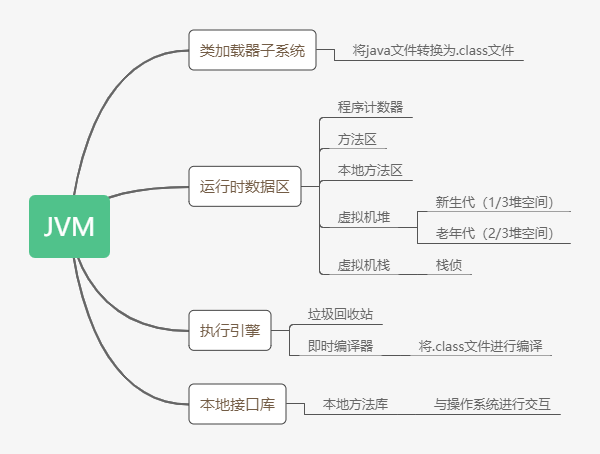 JVM
类加载器子系统
将java文件转换为.class文件
运行时数据区
程序计数器
方法区
本地方法区
虚拟机堆
新生代（1/3堆空间）
老年代（2/3堆空间）
虚拟机栈
栈侦
执行引擎
垃圾回收站
即时编译器
将.class文件进行编译
本地接口库
本地方法库
与操作系统进行交互